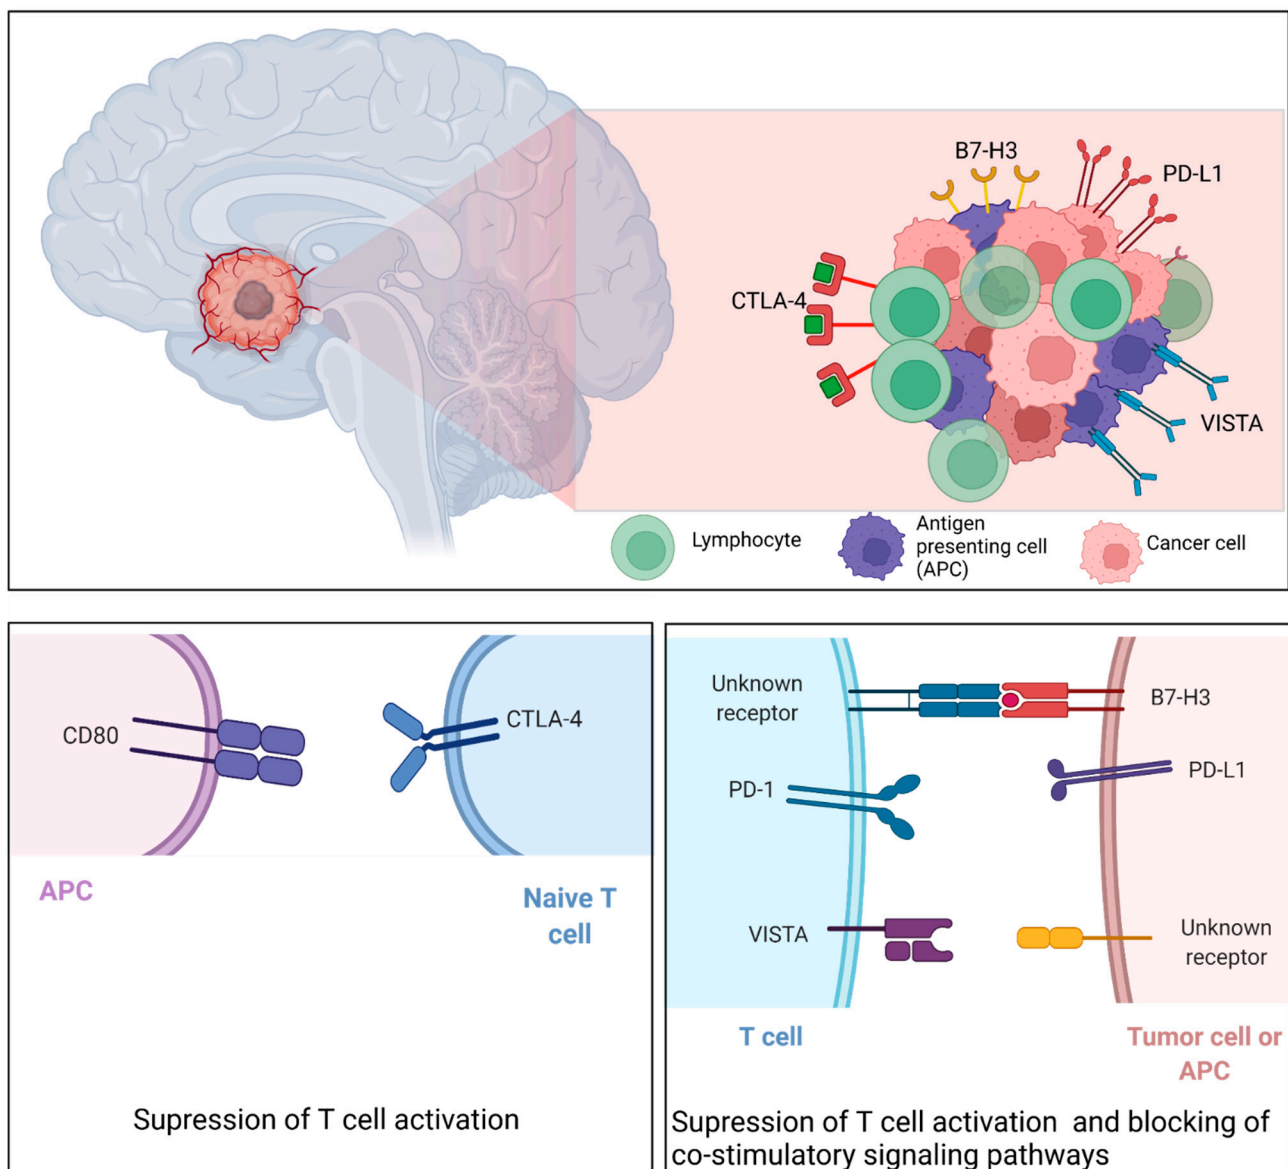 B7-H3
PD-L1
CTLA-4
VISTA
Lymphocyte
Antigen
presenting cell
(APC)
Cancer cell
CD80
CTLA-4
APC
Naive T
cell
Supression of T cell activation
Unknown
receptor
B7-H3
PD-1
PD-L1
VISTA
Unknown
receptor
T cell
Tumor cell or
APC
Supression of T cell activation and blocking of
co-stimulatory signaling pathways